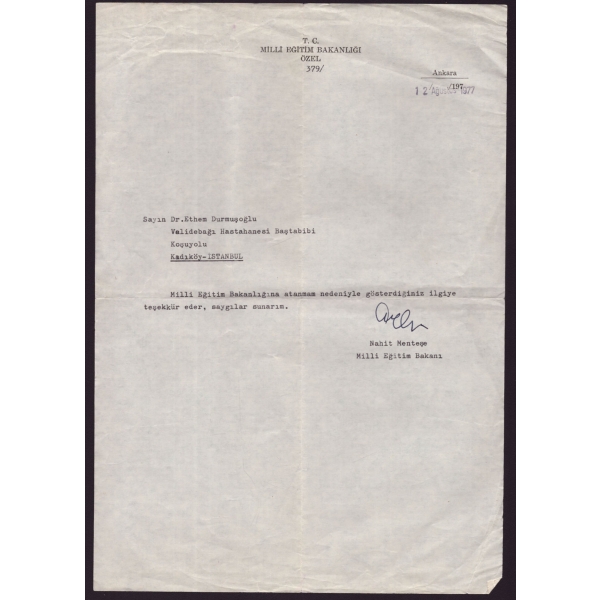 T. C.
MİLLİ EĞİTİM BAKANLIĞI
ÖZEL
379/
Ankara
/197
12 Ağustos 1977
Sayın Dr.Ethem Durmuşoğlu
Validebağı Hastahanesi Baştabibi
Koşuyolu
Kadıköy-İSTANBUL
Milli Eğitim Bakanlığına atanmam nedeniyle gösterdiğiniz ilgiye
teşekkür eder, saygılar sunarım.
Nahit Menteşe
Milli Eğitim Bakanı